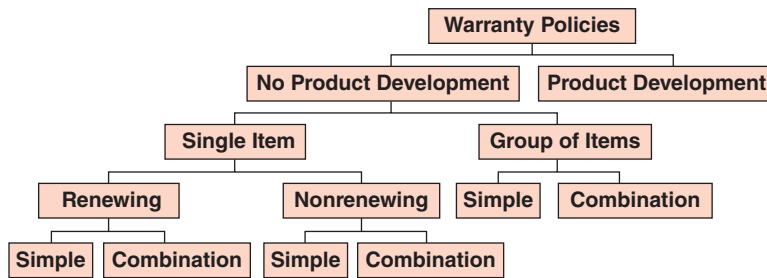 Warranty Policies
No Product Development
Product Development
Single Item
Group of Items
Renewing
Nonrenewing
Simple
Combination
Simple
Combination
Simple
Combination